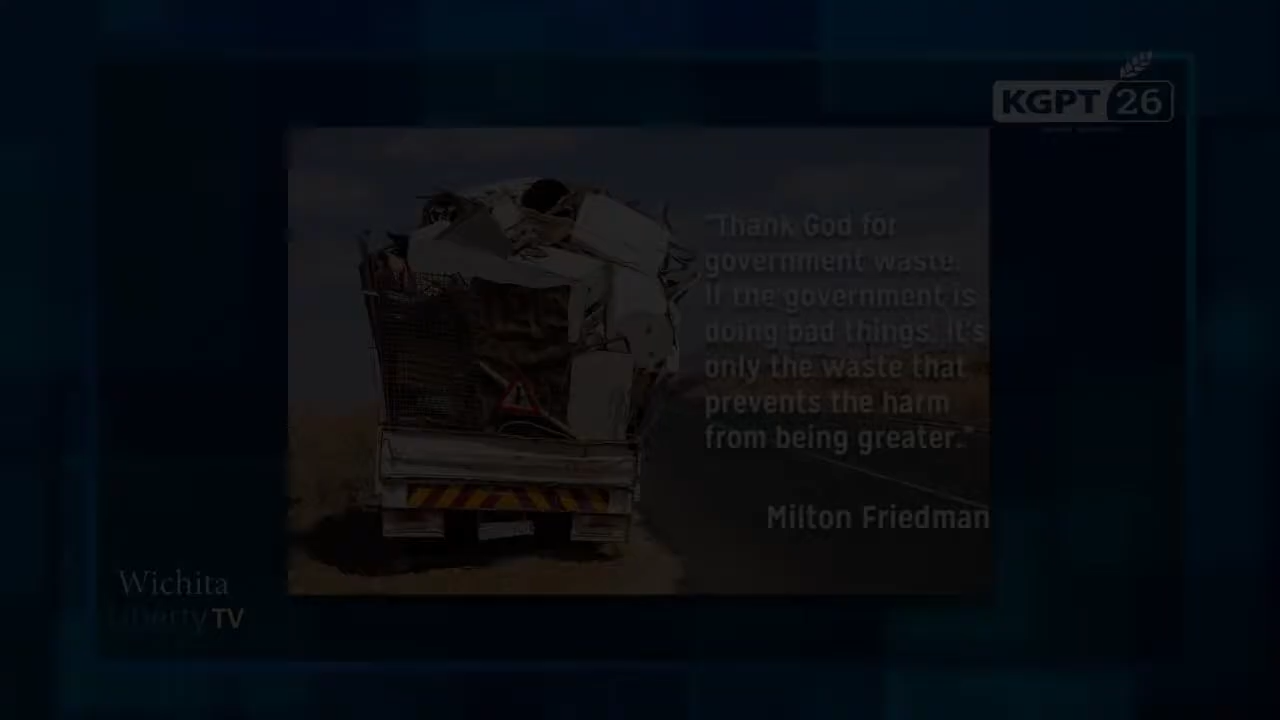 KGPT 26
"Thank God for
government waste.
If the government is
doing bad things. It's
only the waste that
prevents the harm
from being greater."
Milton Friedman
Wichita
Liberty TV